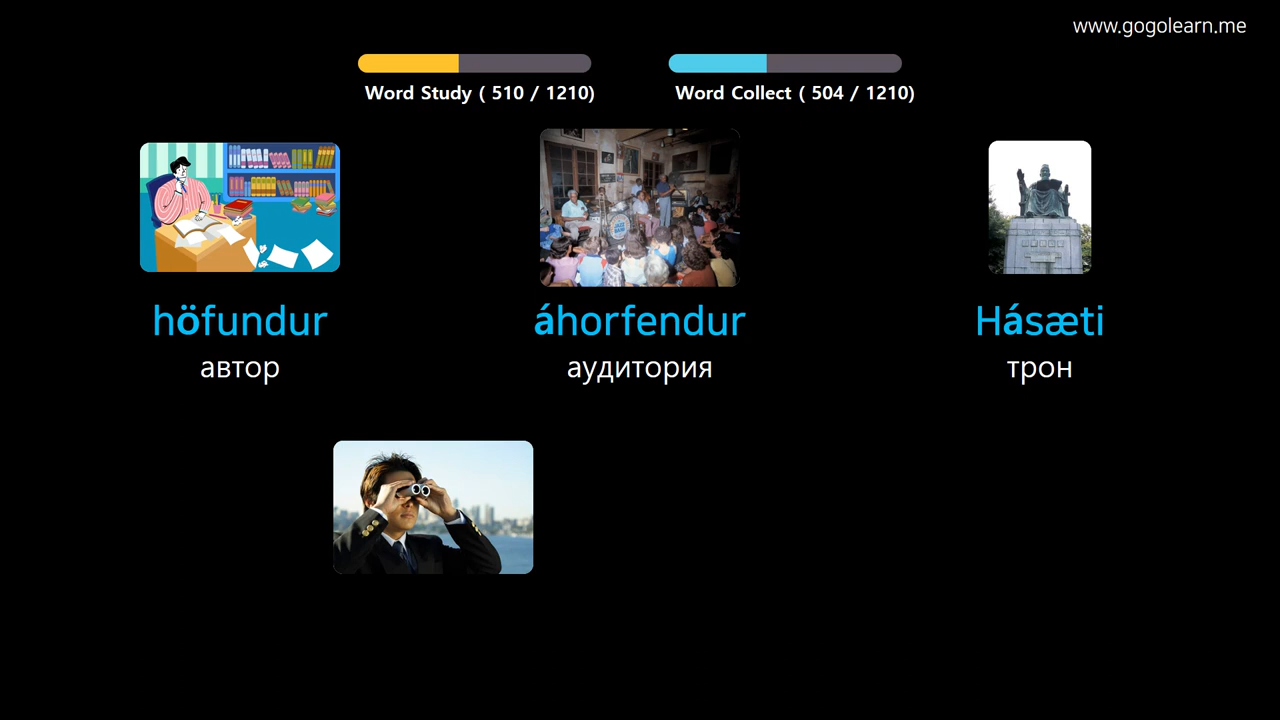 www.gogolearn.me
Word Study ( 510 / 1210)
Word Collect ( 504 / 1210)
höfundur
áhorfendur
Hásæti
автор
аудитория
трон